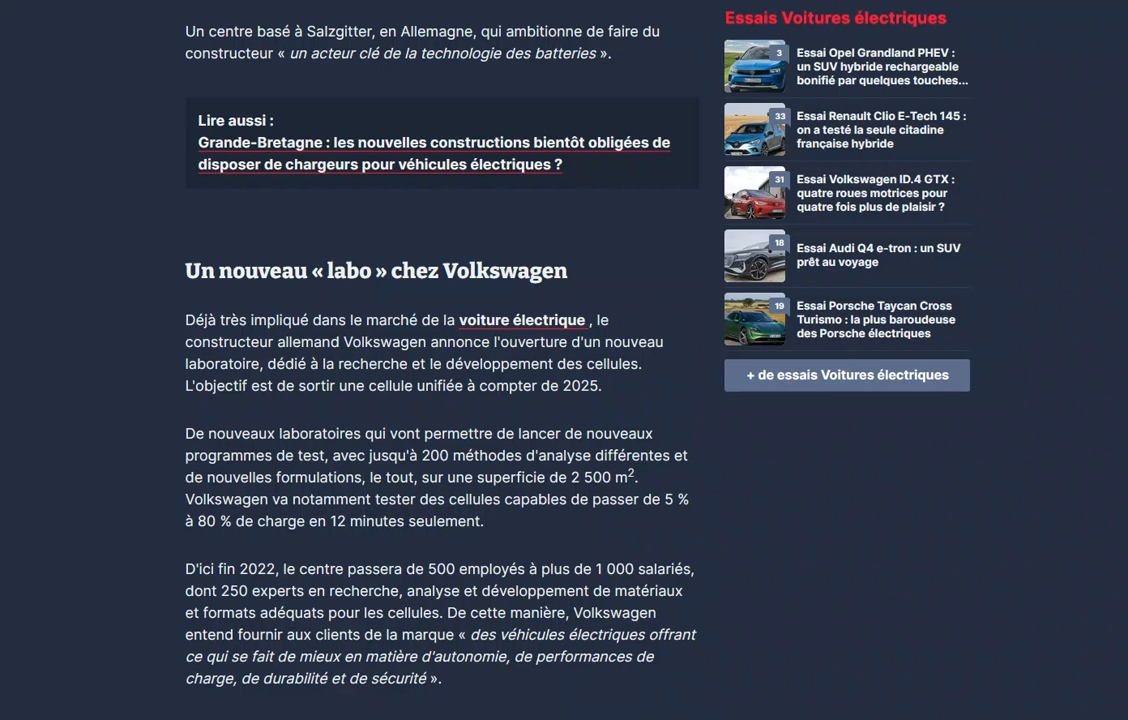 Un centre basé à Salzgitter, en Allemagne, qui ambitionne de faire du
constructeur « un acteur clé de la technologie des batteries ».
Lire aussi :
Grande-Bretagne : les nouvelles constructions bientôt obligées de
disposer de chargeurs pour véhicules électriques ?
Un nouveau « labo » chez Volkswagen
Déjà très impliqué dans le marché de la voiture électrique , le
constructeur allemand Volkswagen annonce l'ouverture d'un nouveau
laboratoire, dédié à la recherche et le développement des cellules.
L'objectif est de sortir une cellule unifiée à compter de 2025.
De nouveaux laboratoires qui vont permettre de lancer de nouveaux
programmes de test, avec jusqu'à 200 méthodes d'analyse différentes et
de nouvelles formulations, le tout, sur une superficie de 2 500 m².
Volkswagen va notamment tester des cellules capables de passer de 5 %
à 80 % de charge en 12 minutes seulement.
D'ici fin 2022, le centre passera de 500 employés à plus de 1 000 salariés,
dont 250 experts en recherche, analyse et développement de matériaux
et formats adéquats pour les cellules. De cette manière, Volkswagen
entend fournir aux clients de la marque « des véhicules électriques offrant
ce qui se fait de mieux en matière d'autonomie, de performances de
charge, de durabilité et de sécurité ».
Essais Voitures électriques
3
Essai Opel Grandland PHEV :
un SUV hybride rechargeable
bonifié par quelques touches...
33
Essai Renault Clio E-Tech 145 :
on a testé la seule citadine
française hybride
31
Essai Volkswagen ID.4 GTX :
quatre roues motrices pour
quatre fois plus de plaisir ?
18
Essai Audi Q4 e-tron : un SUV
prêt au voyage
19
Essai Porsche Taycan Cross
Turismo : la plus baroudeuse
des Porsche électriques
+ de essais Voitures électriques